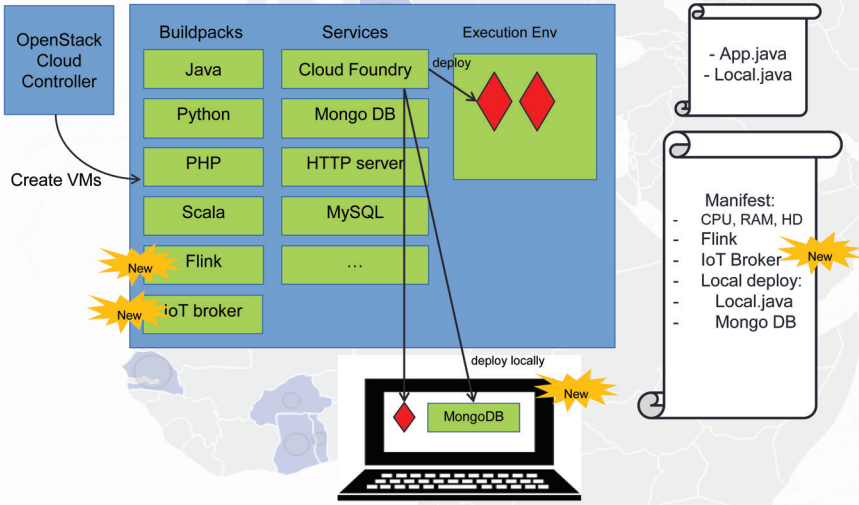 OpenStack
Cloud
Controller
Create VMs
Buildpacks
Java
Python
PHP
Scala
Flink
New
ioT broker
New
Services
Cloud Foundry
Mongo DB
HTTP server
MySQL
...
Execution Env
deploy
deploy locally
MongoDB
New
- App.java
- Local.java
Manifest:
- CPU, RAM, HD
- Flink
- IoT Broker
New
- Local deploy:
- Local.java
- Mongo DB